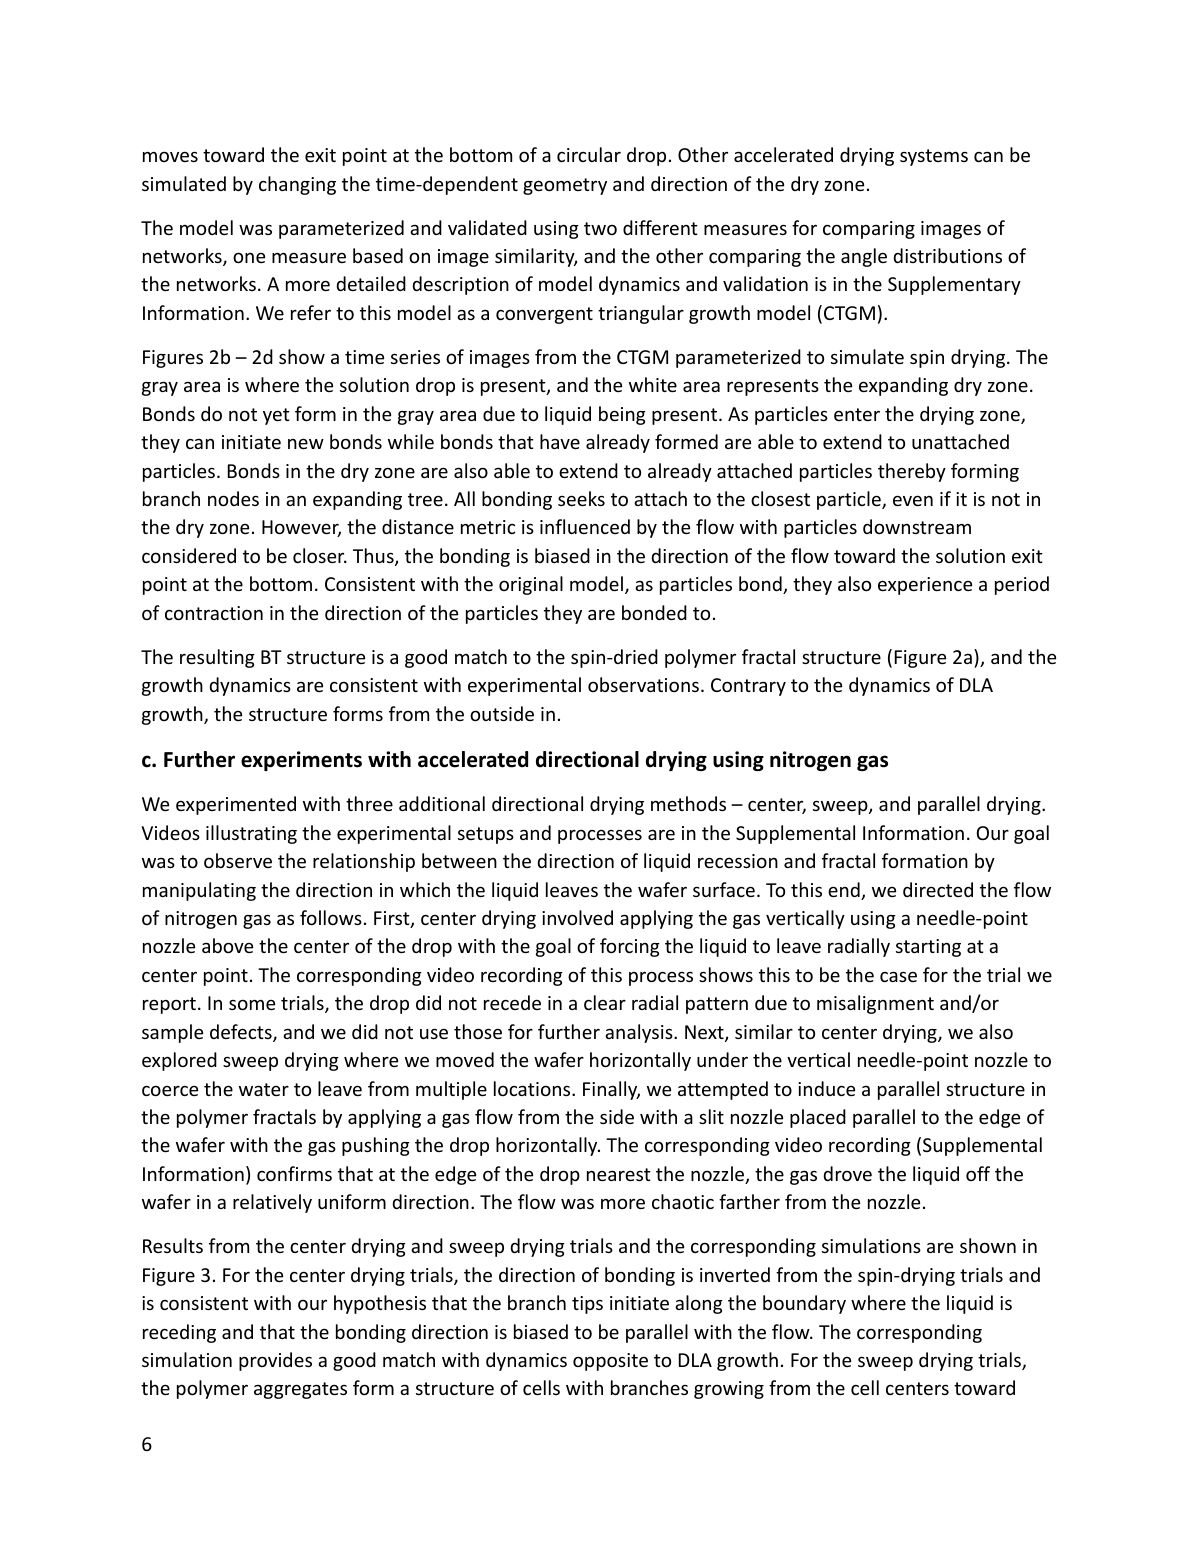 moves toward the exit point at the bottom of a circular drop. Other accelerated drying systems can be
simulated by changing the time-dependent geometry and direction of the dry zone.
The model was parameterized and validated using two different measures for comparing images of
networks, one measure based on image similarity, and the other comparing the angle distributions of
the networks. A more detailed description of model dynamics and validation is in the Supplementary
Information. We refer to this model as a convergent triangular growth model (CTGM).
Figures 2b – 2d show a time series of images from the CTGM parameterized to simulate spin drying. The
gray area is where the solution drop is present, and the white area represents the expanding dry zone.
Bonds do not yet form in the gray area due to liquid being present. As particles enter the drying zone,
they can initiate new bonds while bonds that have already formed are able to extend to unattached
particles. Bonds in the dry zone are also able to extend to already attached particles thereby forming
branch nodes in an expanding tree. All bonding seeks to attach to the closest particle, even if it is not in
the dry zone. However, the distance metric is influenced by the flow with particles downstream
considered to be closer. Thus, the bonding is biased in the direction of the flow toward the solution exit
point at the bottom. Consistent with the original model, as particles bond, they also experience a period
of contraction in the direction of the particles they are bonded to.
The resulting BT structure is a good match to the spin-dried polymer fractal structure (Figure 2a), and the
growth dynamics are consistent with experimental observations. Contrary to the dynamics of DLA
growth, the structure forms from the outside in.
c. Further experiments with accelerated directional drying using nitrogen gas
We experimented with three additional directional drying methods – center, sweep, and parallel drying.
Videos illustrating the experimental setups and processes are in the Supplemental Information. Our goal
was to observe the relationship between the direction of liquid recession and fractal formation by
manipulating the direction in which the liquid leaves the wafer surface. To this end, we directed the flow
of nitrogen gas as follows. First, center drying involved applying the gas vertically using a needle-point
nozzle above the center of the drop with the goal of forcing the liquid to leave radially starting at a
center point. The corresponding video recording of this process shows this to be the case for the trial we
report. In some trials, the drop did not recede in a clear radial pattern due to misalignment and/or
sample defects, and we did not use those for further analysis. Next, similar to center drying, we also
explored sweep drying where we moved the wafer horizontally under the vertical needle-point nozzle to
coerce the water to leave from multiple locations. Finally, we attempted to induce a parallel structure in
the polymer fractals by applying a gas flow from the side with a slit nozzle placed parallel to the edge of
the wafer with the gas pushing the drop horizontally. The corresponding video recording (Supplemental
Information) confirms that at the edge of the drop nearest the nozzle, the gas drove the liquid off the
wafer in a relatively uniform direction. The flow was more chaotic farther from the nozzle.
Results from the center drying and sweep drying trials and the corresponding simulations are shown in
Figure 3. For the center drying trials, the direction of bonding is inverted from the spin-drying trials and
is consistent with our hypothesis that the branch tips initiate along the boundary where the liquid is
receding and that the bonding direction is biased to be parallel with the flow. The corresponding
simulation provides a good match with dynamics opposite to DLA growth. For the sweep drying trials,
the polymer aggregates form a structure of cells with branches growing from the cell centers toward
6